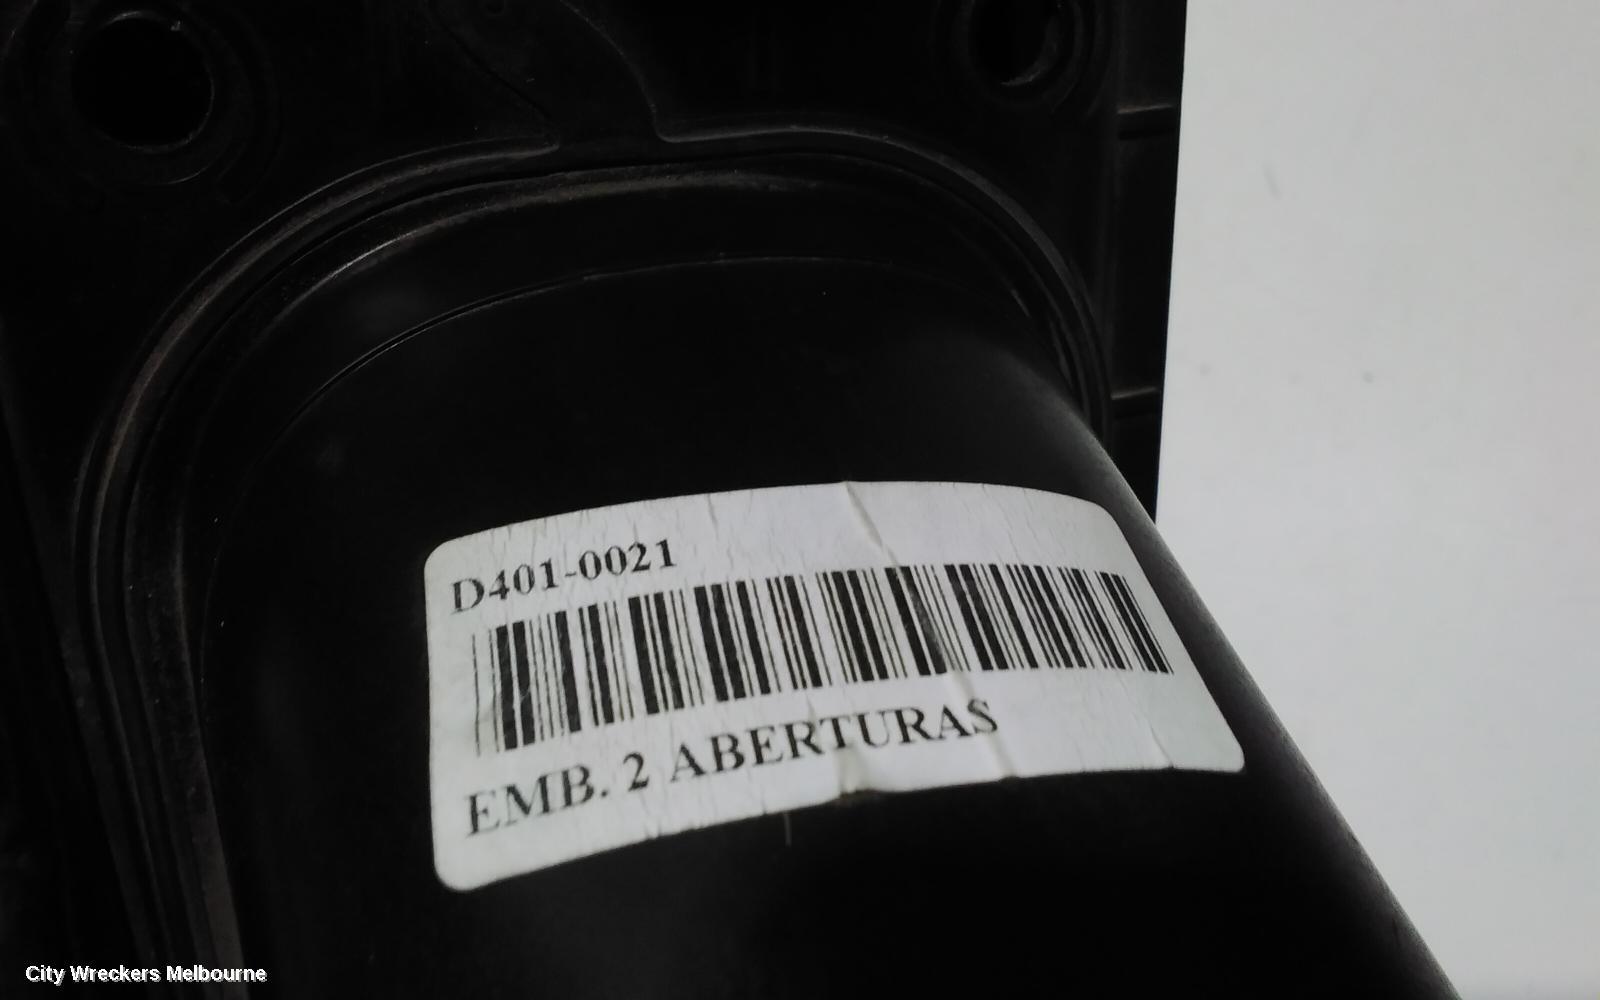 D401-0021
EMB. 2 ABERTURAS
City Wreckers Melbourne